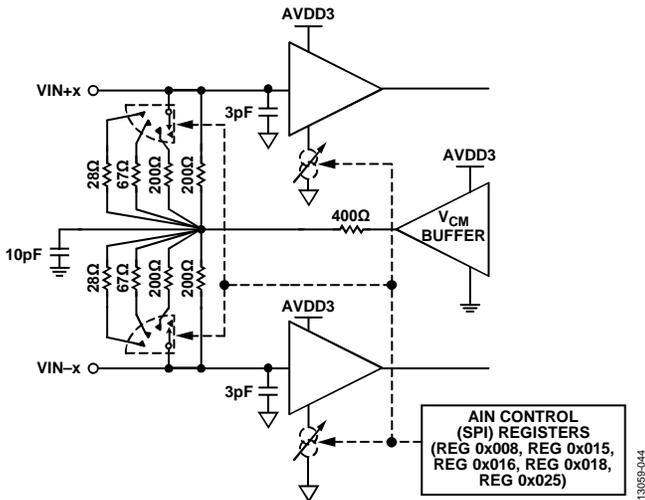 AVDD3
VIN+x
3pF
28Ω
67Ω
200Ω
200Ω
AVDD3
400Ω
VCM
BUFFER
10pF
28Ω
67Ω
200Ω
200Ω
AVDD3
VIN–x
3pF
AIN CONTROL
(SPI) REGISTERS
(REG 0x008, REG 0x015,
REG 0x016, REG 0x018,
REG 0x025)
13059-044